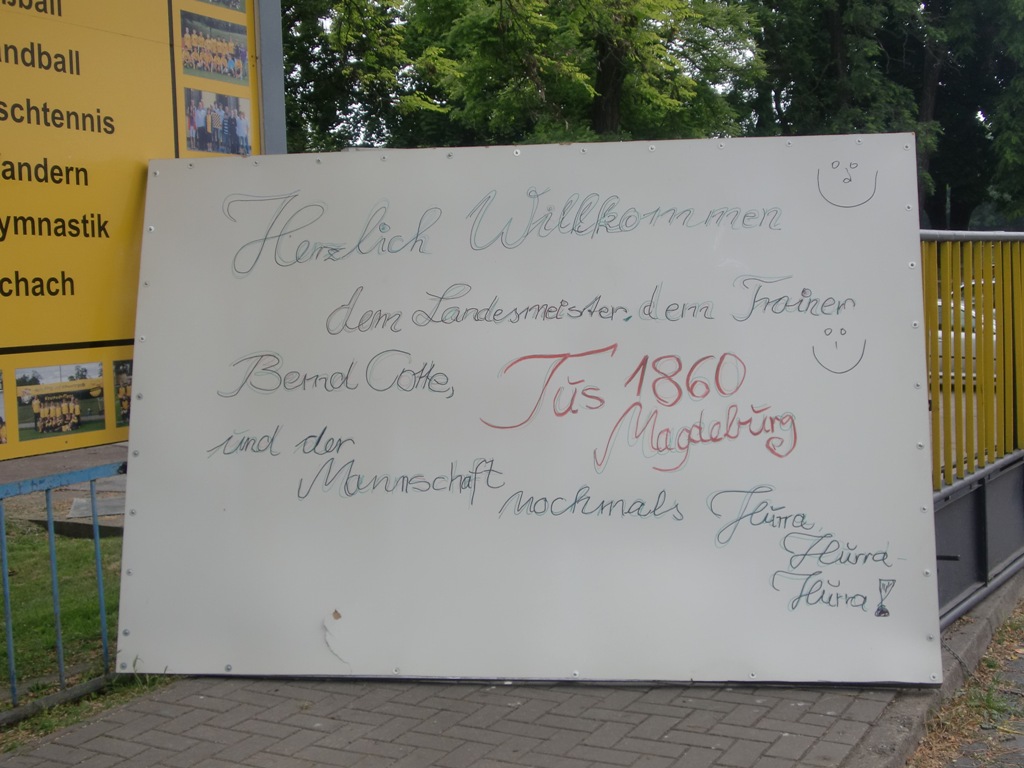 ßball
andball
schtennis
andern
ymnastik
chach
Herzlich Willkommen
dem Landesmeister, dem Trainer
Bernd Cotte, Tus 1860
Magdeburg
und der
Mannschaft
nochmals Hurra,
Hurra-
Hurra!